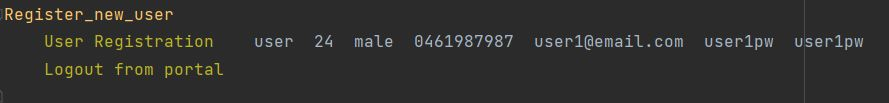 Register_new_user
User Registration    user  24  male  0461987987  user1@email.com  user1pw  user1pw
Logout from portal